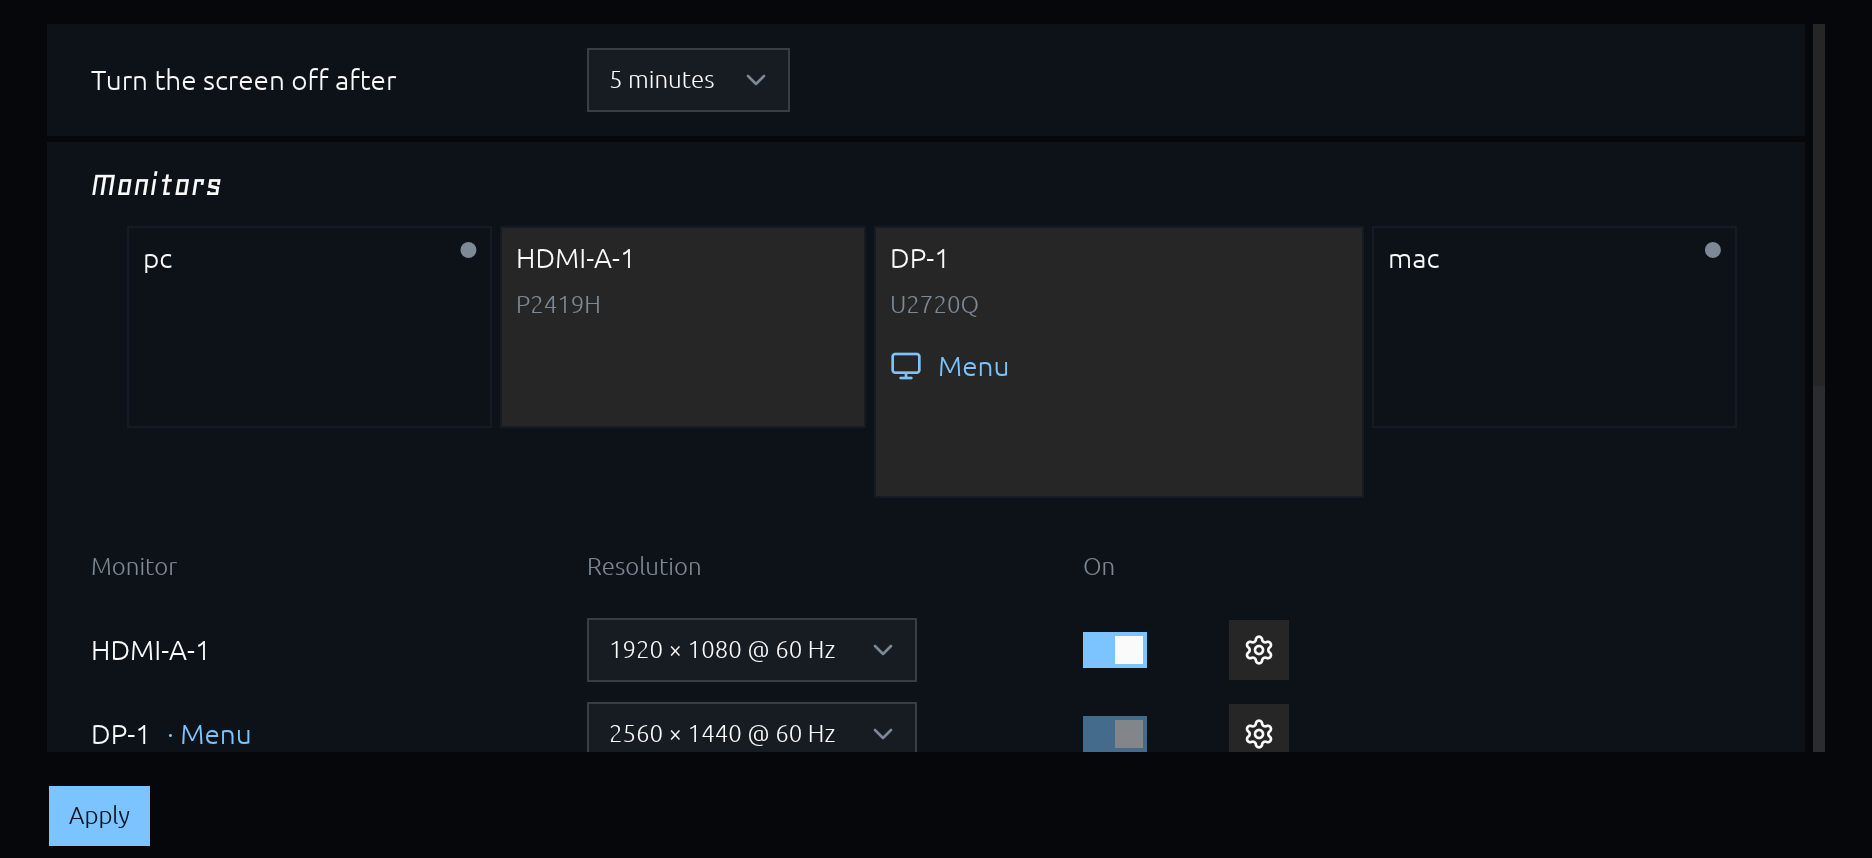 Turn the screen off after
5 minutes
Monitors
pc
HDMI-A-1
P2419H
DP-1
U2720Q
Menu
mac
Monitor
Resolution
On
HDMI-A-1
1920 × 1080 @ 60 Hz
DP-1 · Menu
2560 × 1440 @ 60 Hz
Apply